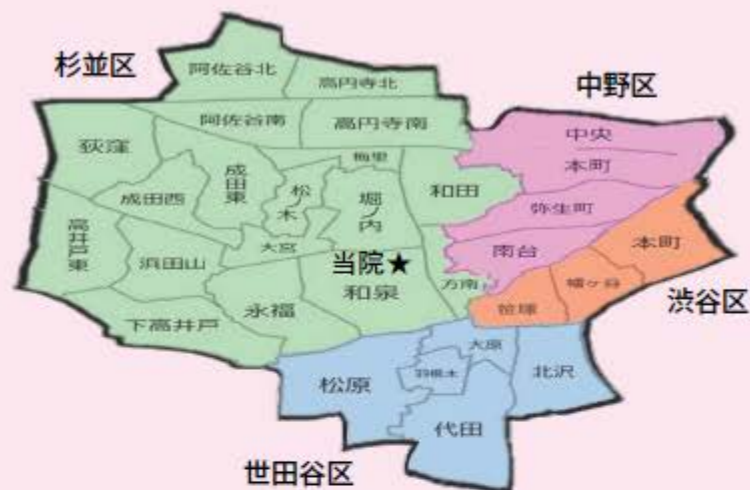 杉並区
阿佐谷北
高円寺北
中野区
阿佐谷南
高円寺南
中央
荻窪
本町
梅里
成田東
松ノ木
和田
成田西
堀ノ内
弥生町
高井戸東
大宮
南台
本町
浜田山
当院★
方南
幡ヶ谷
和泉
渋谷区
永福
笹塚
下高井戸
大原
松原
羽根木
北沢
代田
世田谷区